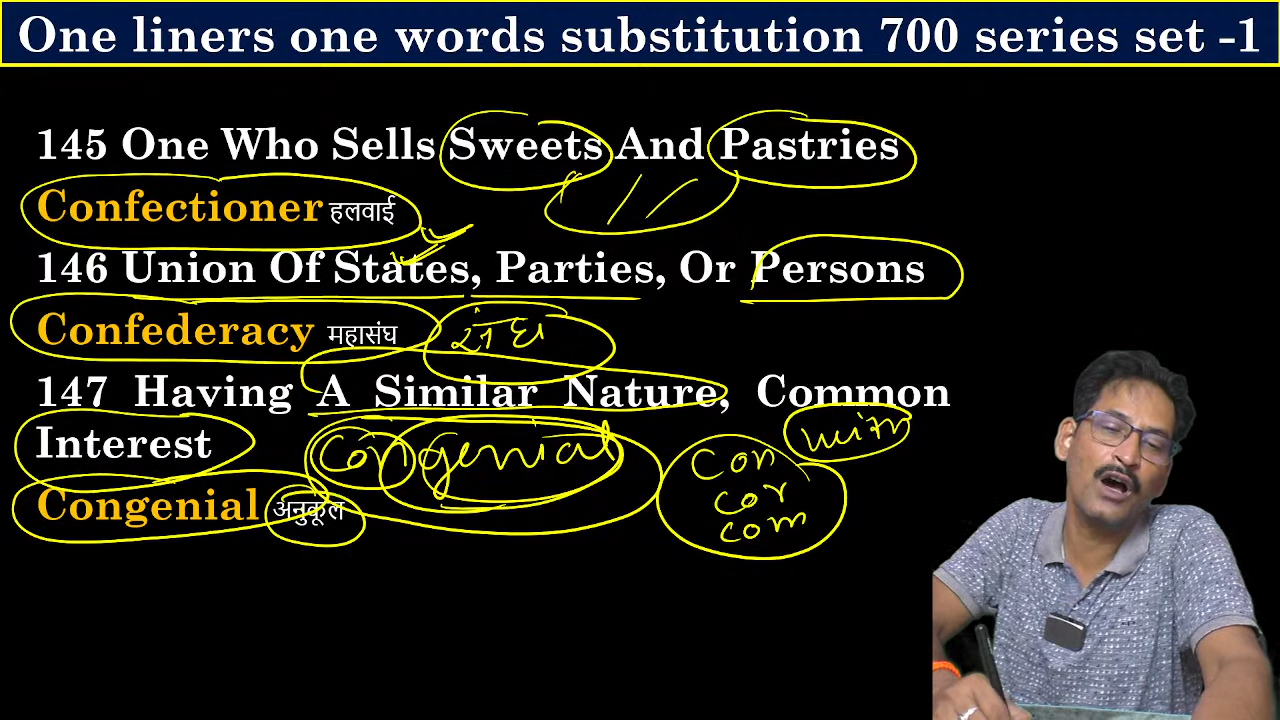 One liners one words substitution 700 series set -1
145 One Who Sells Sweets And Pastries
Confectioner हलवाई
146 Union Of States, Parties, Or Persons
Confederacy महासंघ संघ
147 Having A Similar Nature, Common
Interest con genial with
con
Congenial अनुकूल cor
com